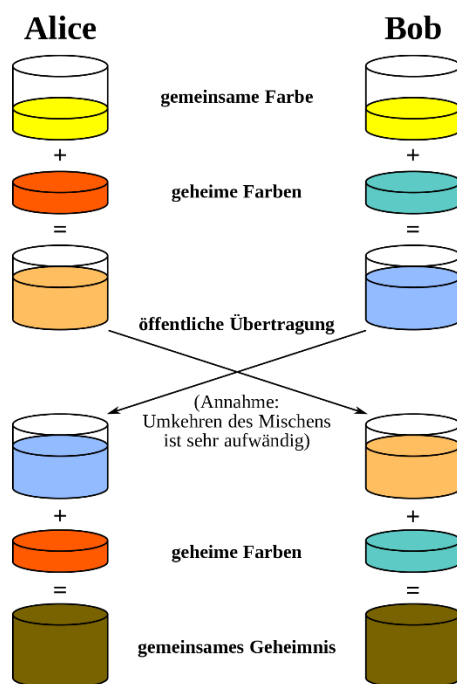 Alice
Bob
gemeinsame Farbe
+
+
geheime Farben
=
=
öffentliche Übertragung
(Annahme:
Umkehren des Mischens
ist sehr aufwändig)
+
+
geheime Farben
=
=
gemeinsames Geheimnis